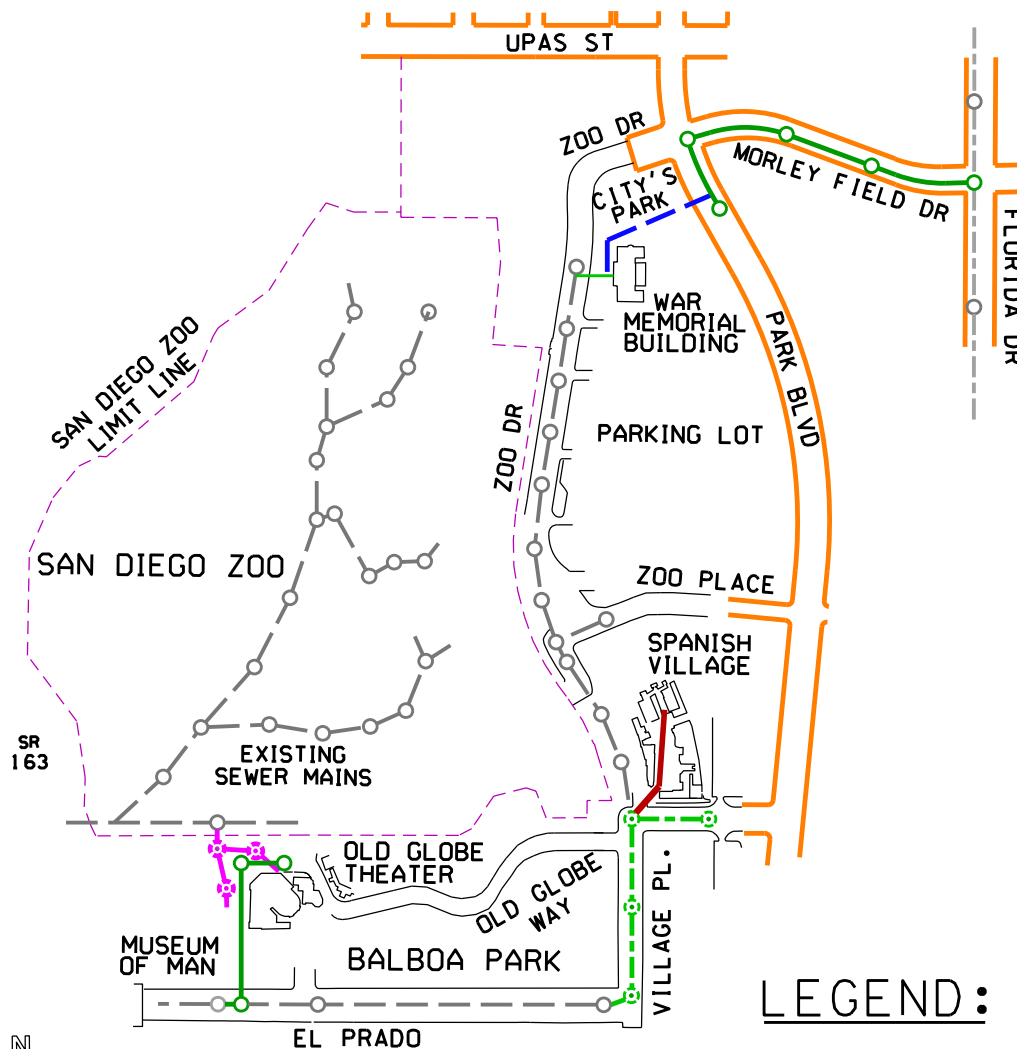 UPAS ST
ZOO DR
CITY'S
PARK
MORLEY FIELD DR
FLORIDA DR
WAR
MEMORIAL
BUILDING
PARK BLVD
SAN DIEGO ZOO
LIMIT LINE
ZOO DR
PARKING LOT
SAN DIEGO ZOO
ZOO PLACE
SPANISH
VILLAGE
SR
163
EXISTING
SEWER MAINS
OLD GLOBE
THEATER
OLD GLOBE
WAY
VILLAGE PL.
MUSEUM
OF MAN
BALBOA PARK
LEGEND:
EL PRADO
N